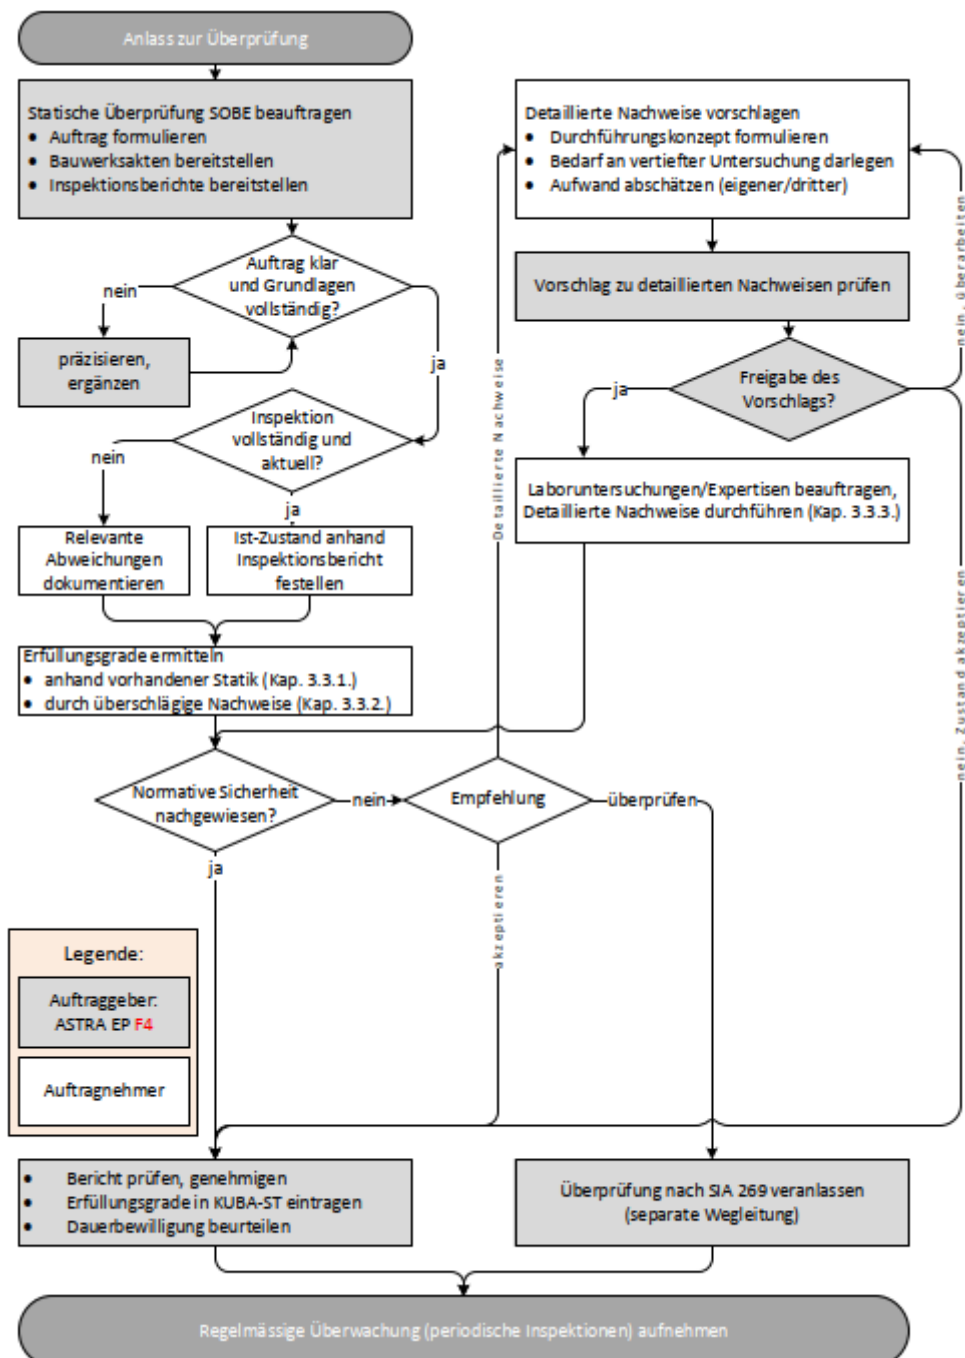 Anlass zur Überprüfung
Statische Überprüfung SOBE beauftragen
• Auftrag formulieren
• Bauwerksakten bereitstellen
• Inspektionsberichte bereitstellen
Auftrag klar
und Grundlagen
vollständig?
nein
präzisieren,
ergänzen
ja
Inspektion
vollständig und
aktuell?
nein
ja
Relevante
Abweichungen
dokumentieren
Ist-Zustand anhand
Inspektionsbericht
festellen
Erfüllungsgrade ermitteln
• anhand vorhandener Statik (Kap. 3.3.1.)
• durch überschlägige Nachweise (Kap. 3.3.2.)
Normative Sicherheit
nachgewiesen?
nein
ja
Empfehlung
überprüfen
akzeptieren
Detaillierte Nachweise
Detaillierte Nachweise vorschlagen
• Durchführungskonzept formulieren
• Bedarf an vertiefter Untersuchung darlegen
• Aufwand abschätzen (eigener/dritter)
Vorschlag zu detaillierten Nachweisen prüfen
Freigabe des
Vorschlags?
ja
nein, überarbeiten
nein, Zustand akzeptieren
Laboruntersuchungen/Expertisen beauftragen,
Detaillierte Nachweise durchführen (Kap. 3.3.3.)
Legende:
Auftraggeber:
ASTRA EP F4
Auftragnehmer
• Bericht prüfen, genehmigen
• Erfüllungsgrade in KUBA-ST eintragen
• Dauerbewilligung beurteilen
Überprüfung nach SIA 269 veranlassen
(separate Wegleitung)
Regelmässige Überwachung (periodische Inspektionen) aufnehmen